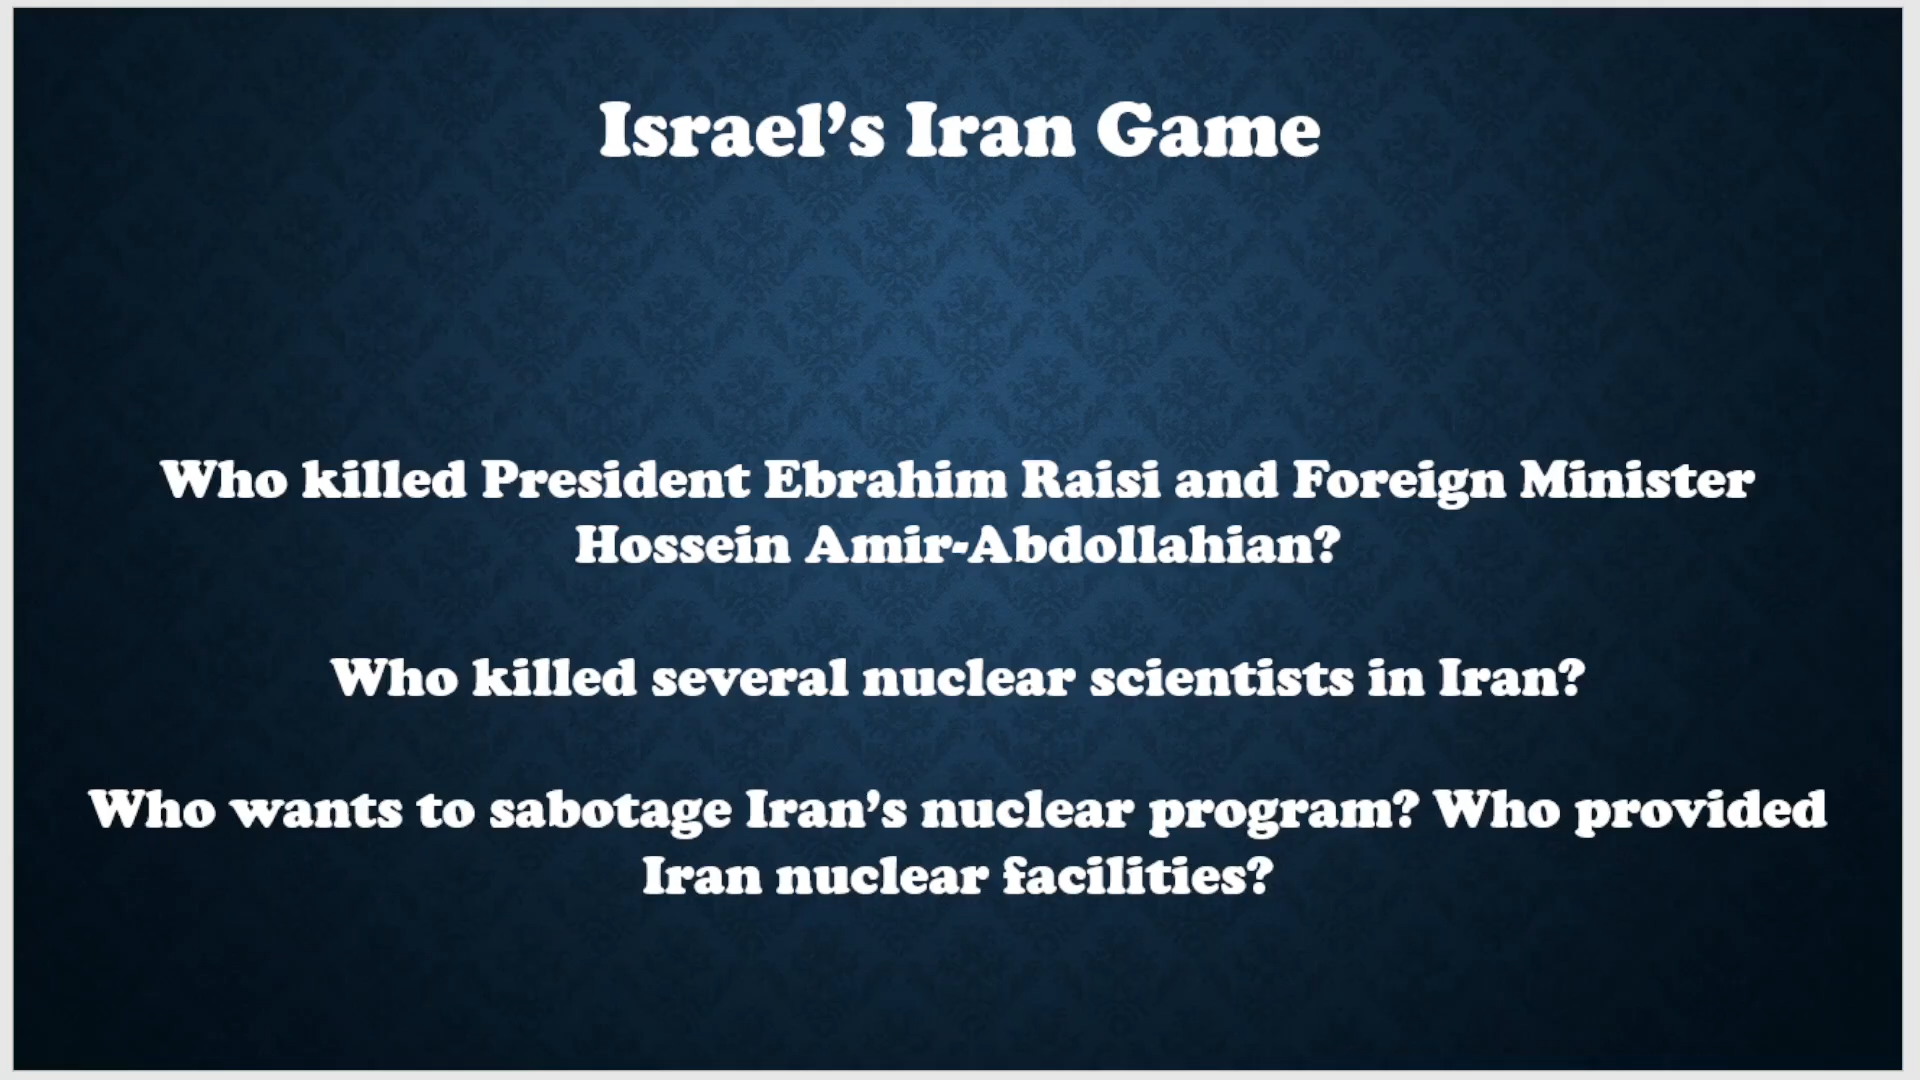 Israel’s Iran Game
Who killed President Ebrahim Raisi and Foreign Minister
Hossein Amir-Abdollahian?
Who killed several nuclear scientists in Iran?
Who wants to sabotage Iran’s nuclear program? Who provided
Iran nuclear facilities?